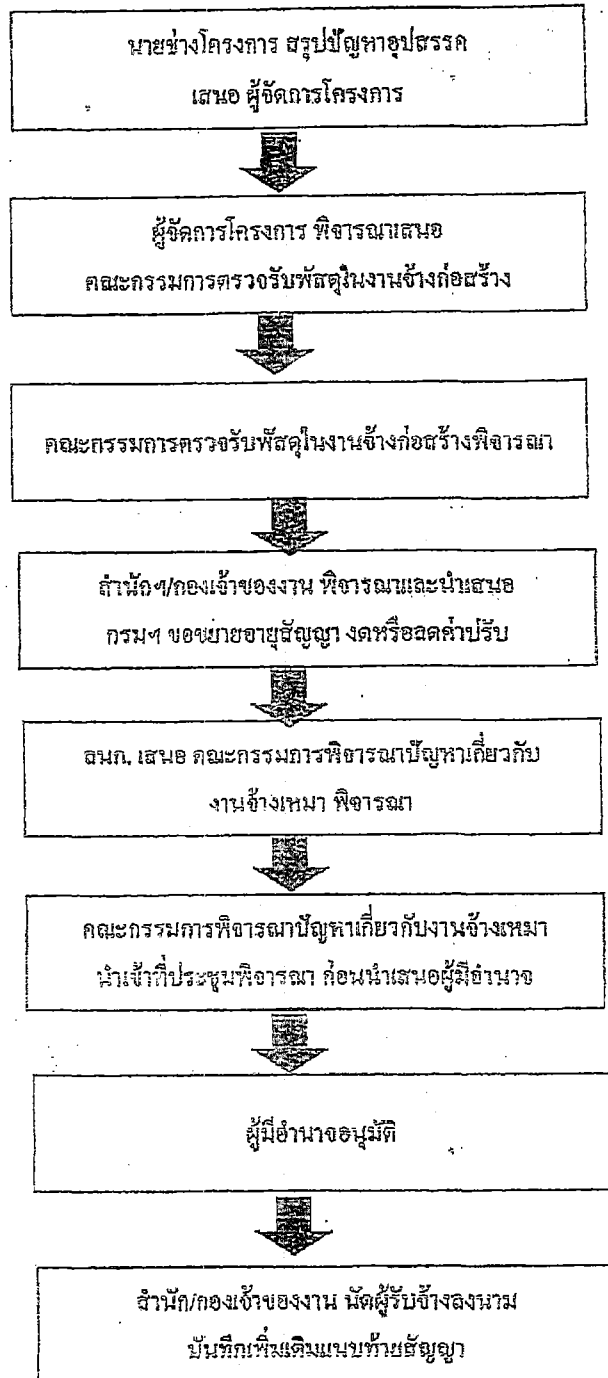 นายช่างโครงการ สรุปปัญหาอุปสรรค
เสนอ ผู้จัดการโครงการ
ผู้จัดการโครงการ พิจารณาเสนอ
คณะกรรมการตรวจรับพัสดุในงานจ้างก่อสร้าง
คณะกรรมการตรวจรับพัสดุในงานจ้างก่อสร้างพิจารณา
สำนักฯ/กองเจ้าของงาน พิจารณาและนำเสนอ
กรมฯ ขอขยายอายุสัญญา งดหรือลดค่าปรับ
ลนก. เสนอ คณะกรรมการพิจารณาปัญหาเกี่ยวกับ
งานจ้างเหมา พิจารณา
คณะกรรมการพิจารณาปัญหาเกี่ยวกับงานจ้างเหมา
นำเข้าที่ประชุมพิจารณา ก่อนนำเสนอผู้มีอำนาจ
ผู้มีอำนาจอนุมัติ
สำนัก/กองเจ้าของงาน นัดผู้รับจ้างลงนาม
บันทึกเพิ่มเติมแนบท้ายสัญญา